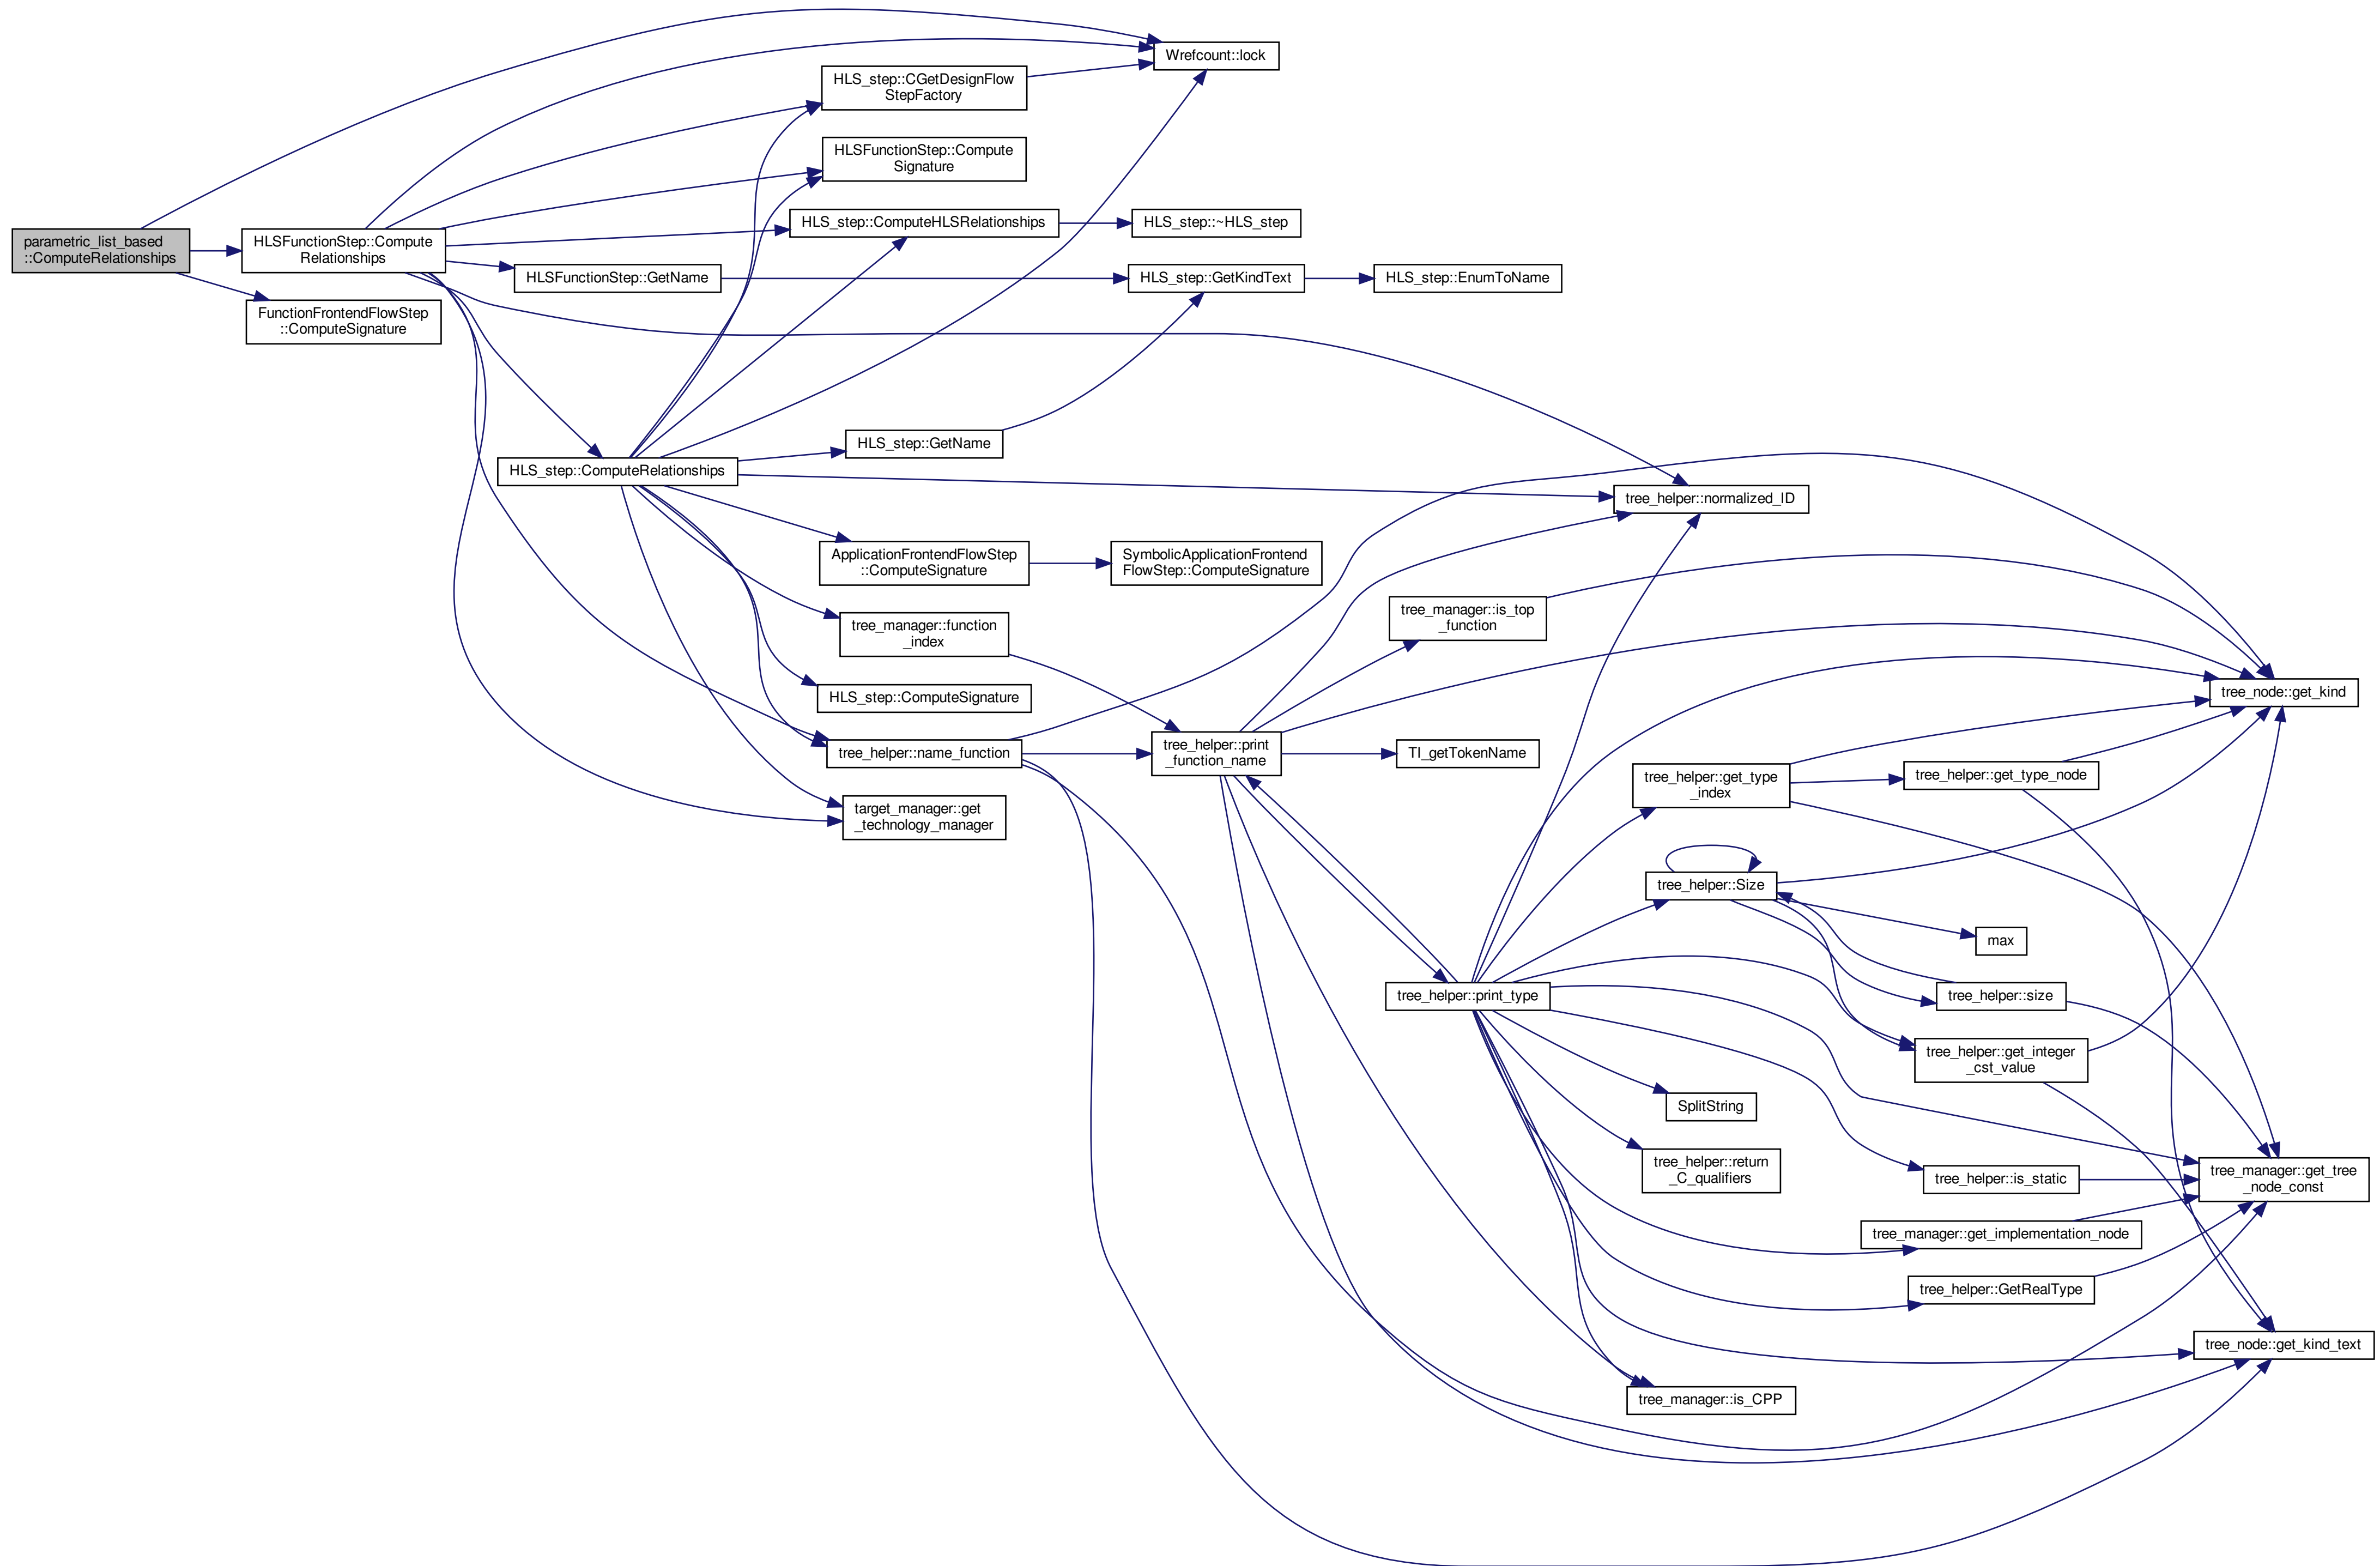 parametric_list_based
::ComputeRelationships
HLSFunctionStep::Compute
Relationships
FunctionFrontendFlowStep
::ComputeSignature
Wrefcount::lock
HLS_step::CGetDesignFlow
StepFactory
HLSFunctionStep::Compute
Signature
HLS_step::ComputeHLSRelationships
HLS_step::~HLS_step
HLSFunctionStep::GetName
HLS_step::GetKindText
HLS_step::EnumToName
HLS_step::GetName
HLS_step::ComputeRelationships
tree_helper::normalized_ID
ApplicationFrontendFlowStep
::ComputeSignature
SymbolicApplicationFrontend
FlowStep::ComputeSignature
tree_manager::function
_index
HLS_step::ComputeSignature
tree_helper::name_function
target_manager::get
_technology_manager
tree_helper::print
_function_name
tree_manager::is_top
_function
TI_getTokenName
tree_node::get_kind
tree_helper::get_type
_index
tree_helper::get_type_node
tree_helper::Size
max
tree_helper::print_type
tree_helper::size
tree_helper::get_integer
_cst_value
SplitString
tree_helper::return
_C_qualifiers
tree_helper::is_static
tree_manager::get_tree
_node_const
tree_manager::get_implementation_node
tree_helper::GetRealType
tree_node::get_kind_text
tree_manager::is_CPP